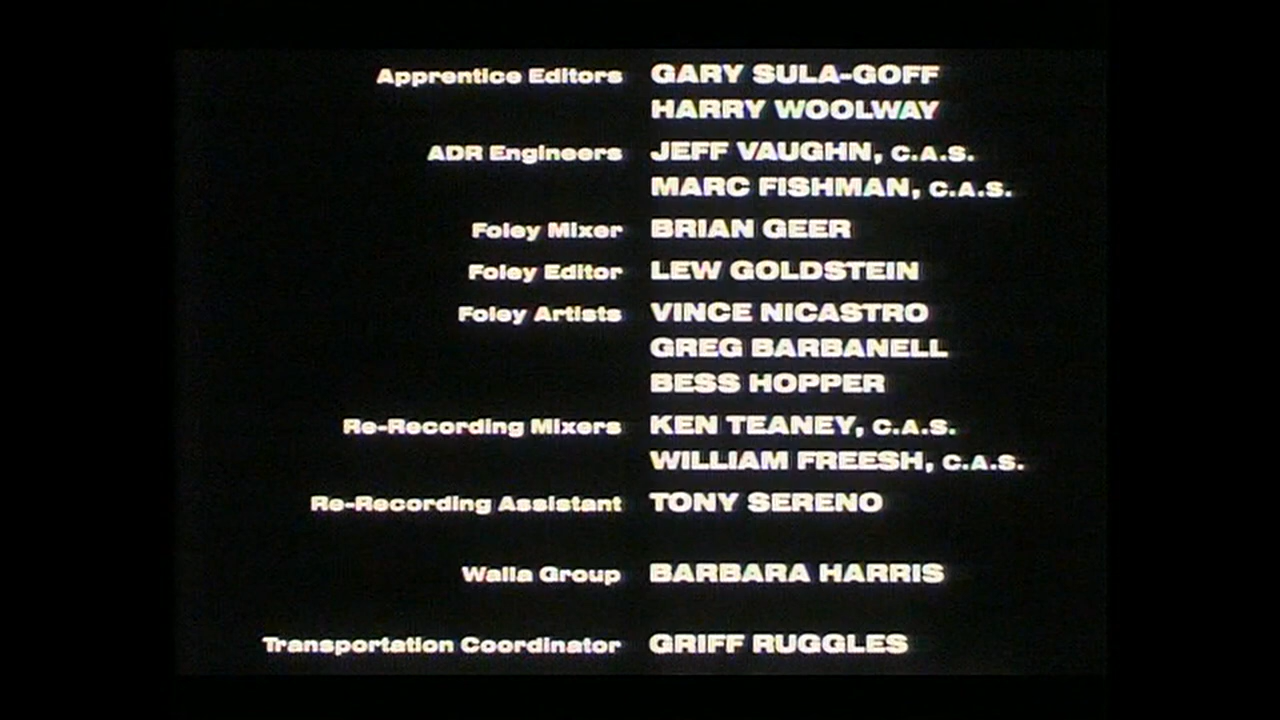 Apprentice Editors GARY SULA-GOFF
HARRY WOOLWAY
ADR Engineers JEFF VAUGHN, C.A.S.
MARC FISHMAN, C.A.S.
Foley Mixer BRIAN GEER
Foley Editor LEW GOLDSTEIN
Foley Artists VINCE NICASTRO
GREG BARBANELL
BESS HOPPER
Re-Recording Mixers KEN TEANEY, C.A.S.
WILLIAM FREESH, C.A.S.
Re-Recording Assistant TONY SERENO
Walla Group BARBARA HARRIS
Transportation Coordinator GRIFF RUGGLES